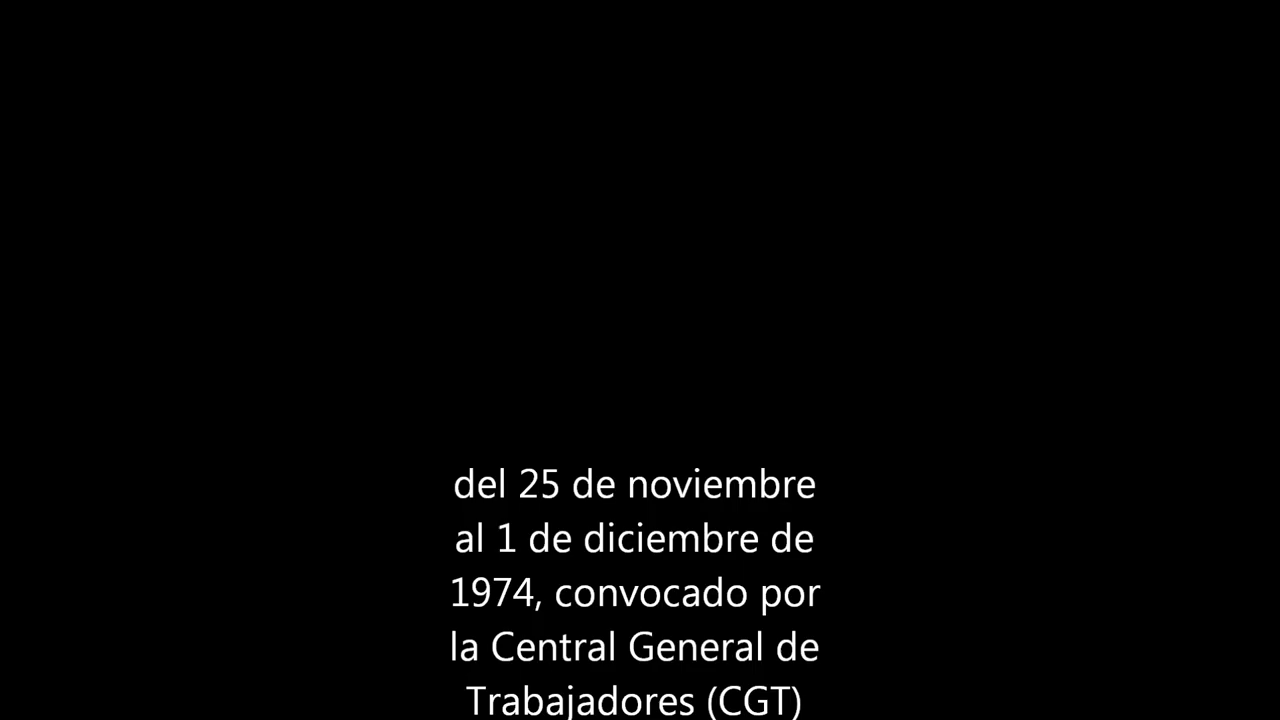 del 25 de noviembre
al 1 de diciembre de
1974, convocado por
la Central General de
Trabajadores (CGT)